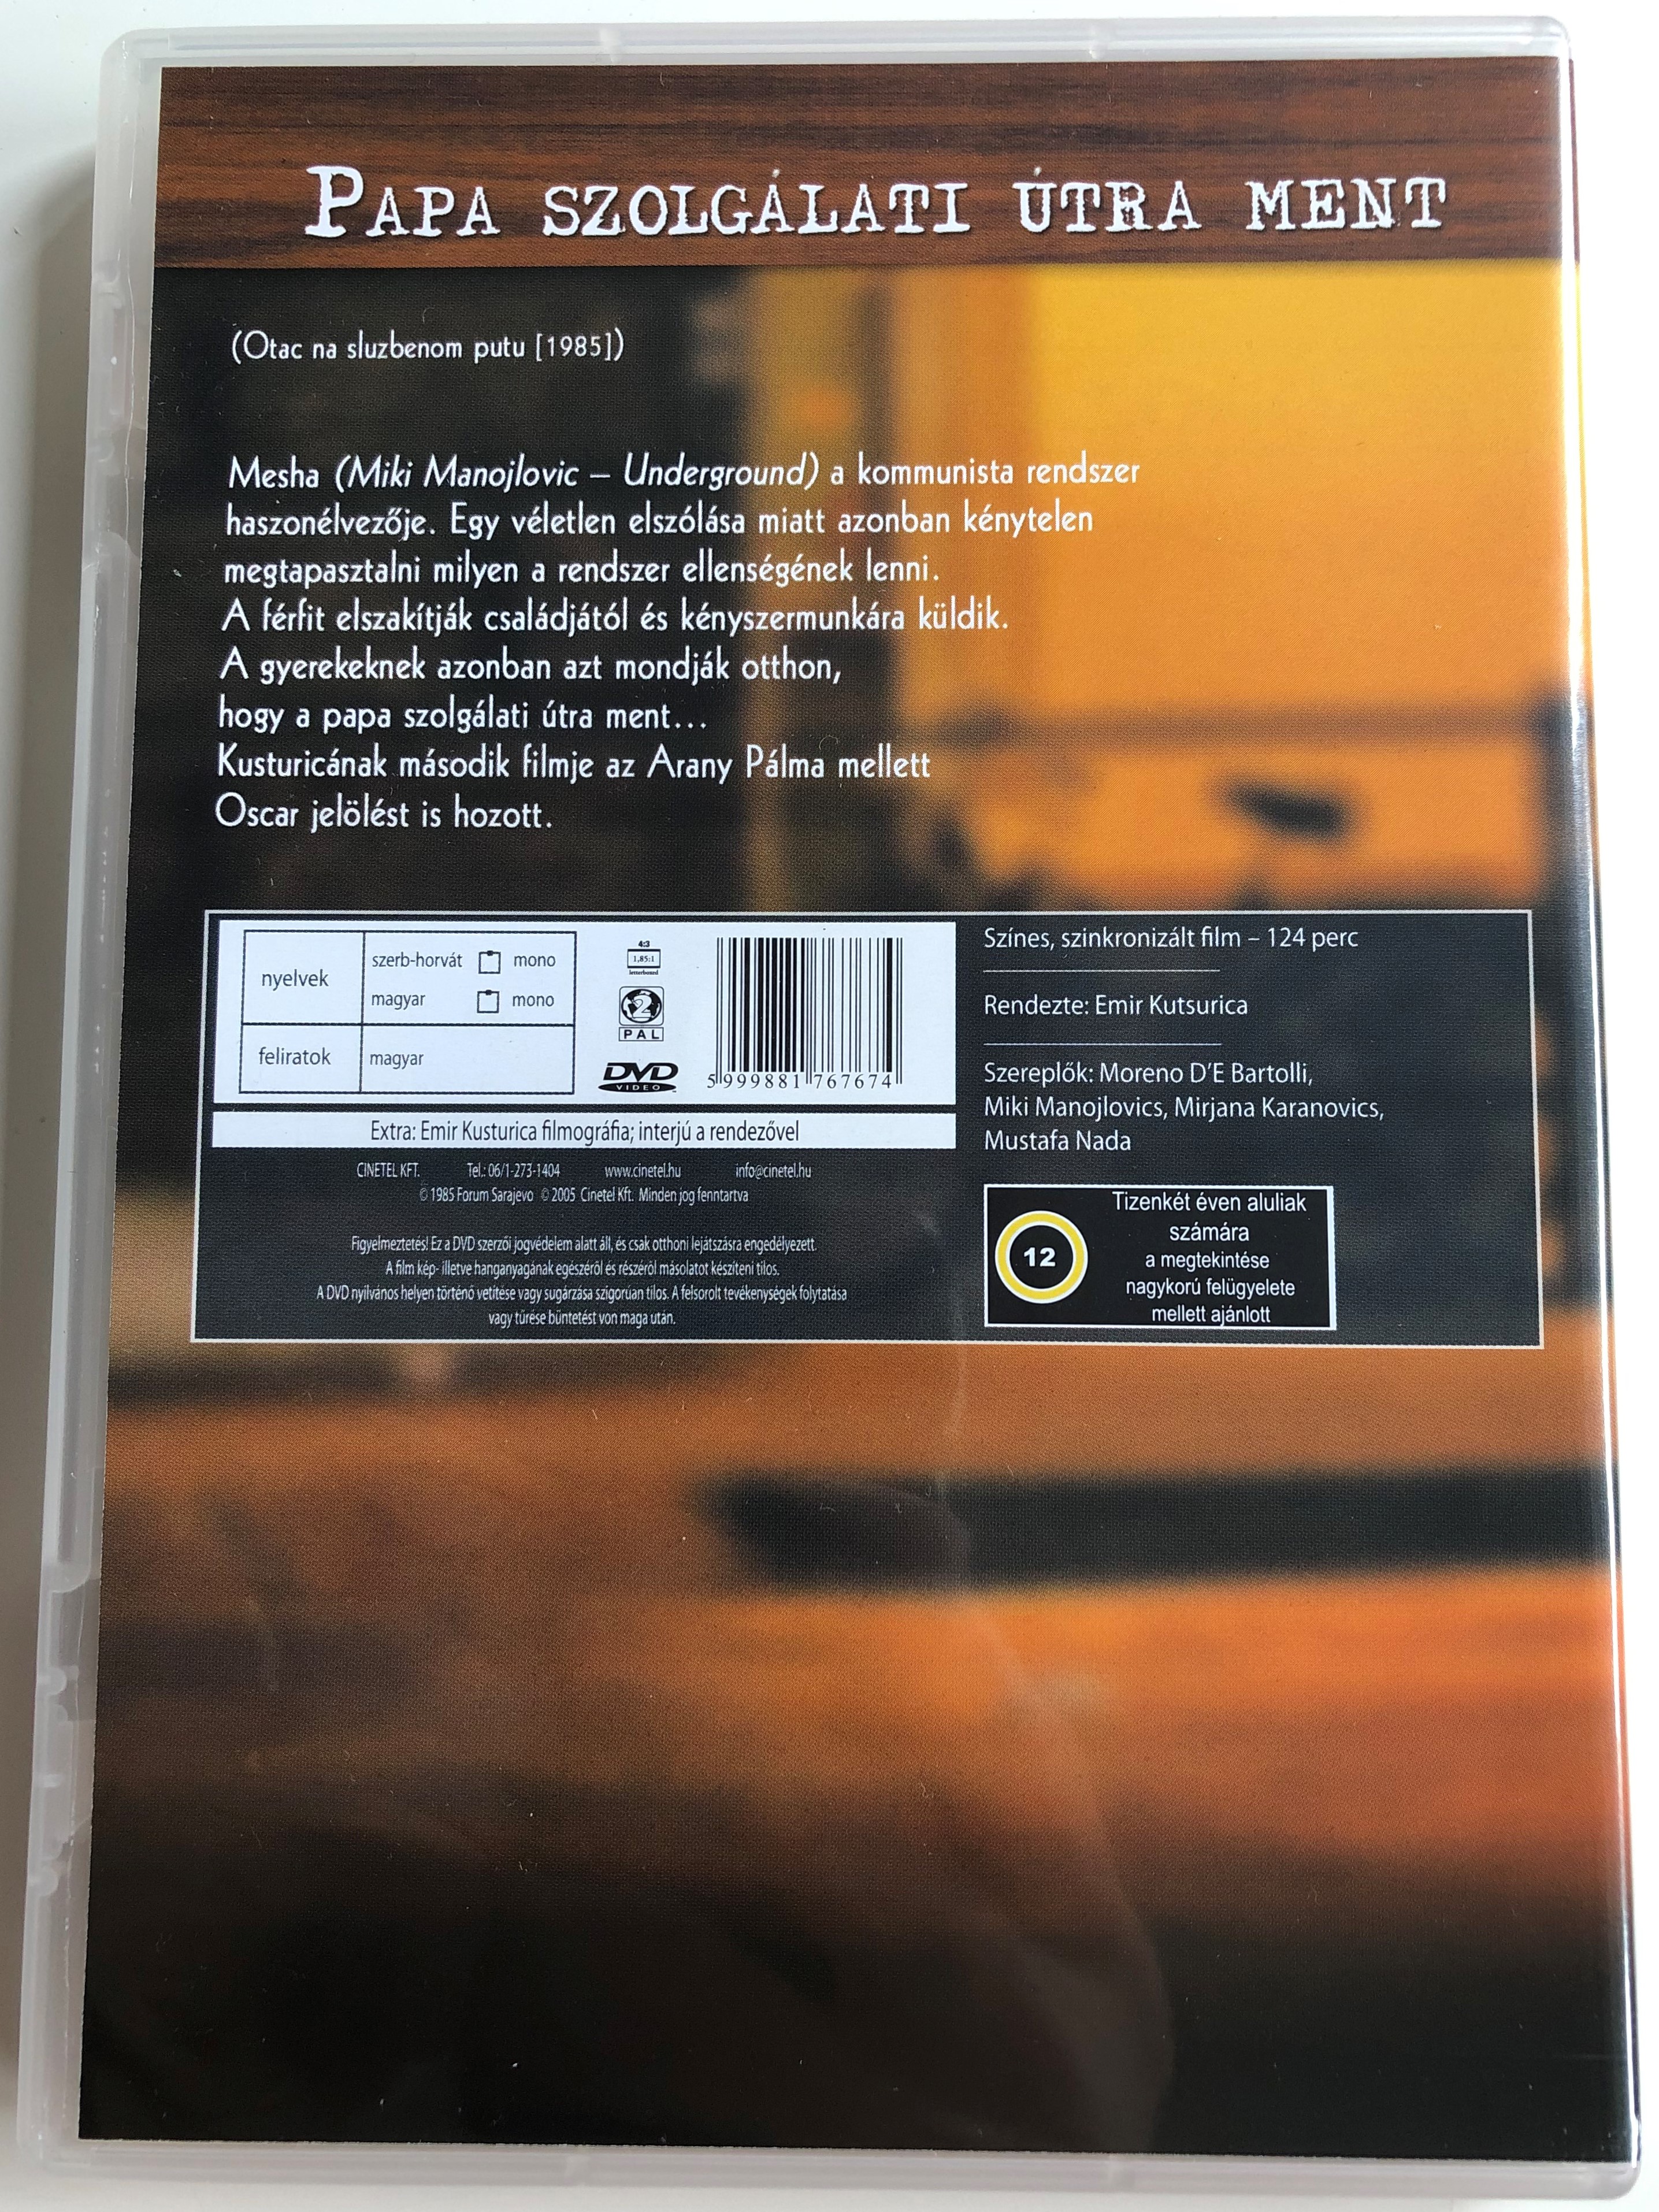 PAPA SZOLGÁLATI ÚTRA MENT
(Otac na sluzbenom putu [1985])
Mesha (Miki Manojlovic – Underground) a kommunista rendszer
haszonélvezője. Egy véletlen elszólása miatt azonban kénytelen
megtapasztalni milyen a rendszer ellenségének lenni.
A férfit elszakítják családjától és kényszermunkára küldik.
A gyerekeknek azonban azt mondják otthon,
hogy a papa szolgálati útra ment...
Kusturicának második filmje az Arany Pálma mellett
Oscar jelölést is hozott.
nyelvek
szerb-horvát mono
magyar mono
feliratok
magyar
4:3
1,85:1
letterboxed
2
PAL
DVD
VIDEO
5 999881 767674
Extra: Emir Kusturica filmográfia; interjú a rendezővel
CINETEL KFT. Tel.: 06/1-273-1404 www.cinetel.hu info@cinetel.hu
© 1985 Forum Sarajevo © 2005 Cinetel Kft. Minden jog fenntartva
Figyelmeztetés! Ez a DVD szerzői jogvédelem alatt áll, és csak otthoni lejátszásra engedélyezett.
A film kép- illetve hanganyagának egészéről és részéről másolatot készíteni tilos.
A DVD nyilvános helyen történő vetítése vagy sugárzása szigorúan tilos. A felsorolt tevékenységek folytatása
vagy tűrése büntetést von maga után.
Színes, szinkronizált film – 124 perc
Rendezte: Emir Kutsurica
Szereplők: Moreno D'E Bartolli,
Miki Manojlovics, Mirjana Karanovics,
Mustafa Nada
12
Tizenkét éven aluliak
számára
a megtekintése
nagykorú felügyelete
mellett ajánlott